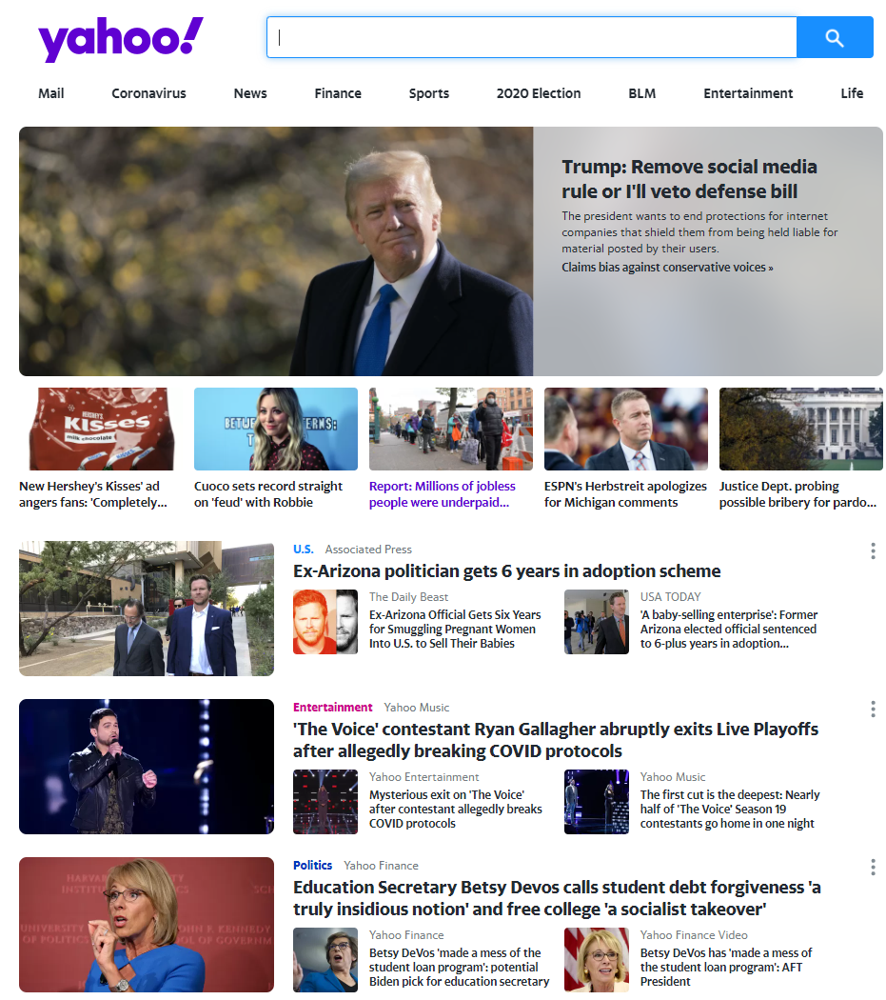 yahoo!
Mail Coronavirus News Finance Sports 2020 Election BLM Entertainment Life
Trump: Remove social media
rule or I'll veto defense bill
The president wants to end protections for internet
companies that shield them from being held liable for
material posted by their users.
Claims bias against conservative voices »
HERSHEY'S
KISSES
milk chocolate
New Hershey's Kisses' ad
angers fans: 'Completely...
Cuoco sets record straight
on 'feud' with Robbie
Report: Millions of jobless
people were underpaid...
ESPN's Herbstreit apologizes
for Michigan comments
Justice Dept. probing
possible bribery for pardo...
U.S. Associated Press
Ex-Arizona politician gets 6 years in adoption scheme
The Daily Beast
Ex-Arizona Official Gets Six Years
for Smuggling Pregnant Women
Into U.S. to Sell Their Babies
USA TODAY
'A baby-selling enterprise': Former
Arizona elected official sentenced
to 6-plus years in adoption...
Entertainment Yahoo Music
'The Voice' contestant Ryan Gallagher abruptly exits Live Playoffs
after allegedly breaking COVID protocols
Yahoo Entertainment
Mysterious exit on 'The Voice'
after contestant allegedly breaks
COVID protocols
Yahoo Music
The first cut is the deepest: Nearly
half of 'The Voice' Season 19
contestants go home in one night
Politics Yahoo Finance
Education Secretary Betsy Devos calls student debt forgiveness 'a
truly insidious notion' and free college 'a socialist takeover'
Yahoo Finance
Betsy DeVos 'made a mess of the
student loan program': potential
Biden pick for education secretary
Yahoo Finance Video
Betsy DeVos has 'made a mess of
the student loan program': AFT
President